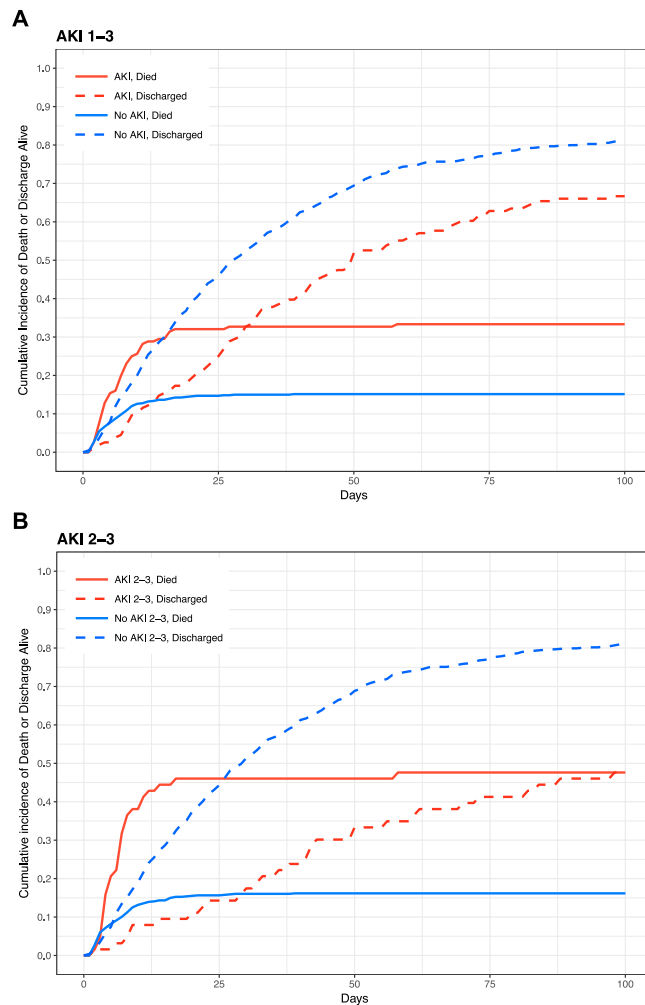 A
AKI 1–3
AKI, Died
AKI, Discharged
No AKI, Died
No AKI, Discharged
Cumulative Incidence of Death or Discharge Alive
1.0
0.9
0.8
0.7
0.6
0.5
0.4
0.3
0.2
0.1
0.0
0 25 50 75 100
Days
B
AKI 2–3
AKI 2–3, Died
AKI 2–3, Discharged
No AKI 2–3, Died
No AKI 2–3, Discharged
Cumulative incidence of Death or Discharge Alive
1.0
0.9
0.8
0.7
0.6
0.5
0.4
0.3
0.2
0.1
0.0
0 25 50 75 100
Days